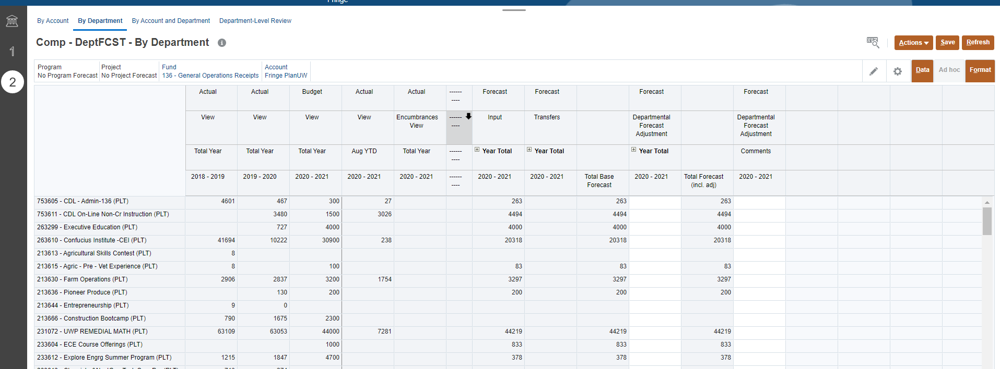 Fringe
By Account By Department By Account and Department Department-Level Review
Comp - DeptFCST - By Department
Actions Save Refresh
1
2
Program Project Fund Account
No Program Forecast No Project Forecast 136 - General Operations Receipts Fringe PlanUW
Data Ad hoc Format
Actual Actual Budget Actual Actual ------ Forecast Forecast Forecast Forecast
----
View View View View Encumbrances ------ Input Transfers Departmental Departmental
View ---- Forecast Forecast
Adjustment Adjustment
Total Year Total Year Total Year Aug YTD Total Year ------ Year Total Year Total Year Total Comments
----
2018 - 2019 2019 - 2020 2020 - 2021 2020 - 2021 2020 - 2021 ------ 2020 - 2021 2020 - 2021 Total Base 2020 - 2021 Total Forecast 2020 - 2021
---- Forecast (incl. adj)
753605 - CDL - Admin-136 (PLT) 4601 467 300 27 263 263 263
753611 - CDL On-Line Non-Cr Instruction (PLT) 3480 1500 3026 4494 4494 4494
263299 - Executive Education (PLT) 727 4000 4000 4000 4000
263610 - Confucius Institute -CEI (PLT) 41694 10222 30900 238 20318 20318 20318
213613 - Agricultural Skills Contest (PLT) 8
213615 - Agric - Pre - Vet Experience (PLT) 8 100 83 83 83
213630 - Farm Operations (PLT) 2906 2837 3200 1754 3297 3297 3297
213636 - Pioneer Produce (PLT) 130 200 200 200 200
213644 - Entrepreneurship (PLT) 9 0
213666 - Construction Bootcamp (PLT) 790 1675 2300
231072 - UWP REMEDIAL MATH (PLT) 63109 63053 44000 7281 44219 44219 44219
233604 - ECE Course Offerings (PLT) 1000 833 833 833
233612 - Explore Engrg Summer Program (PLT) 1215 1847 4700 378 378 378